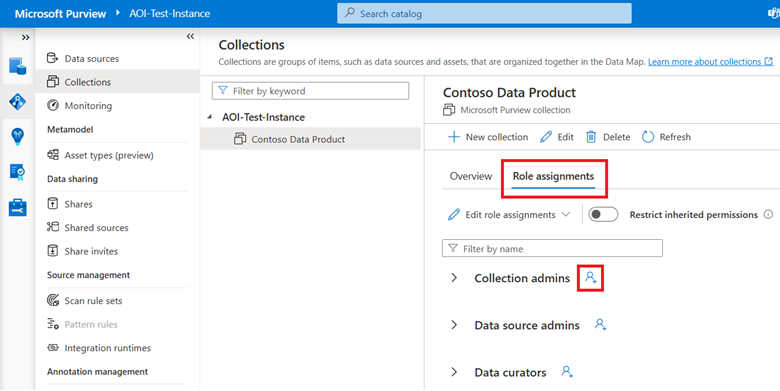 Microsoft Purview > AOI-Test-Instance
Search catalog
Data sources
Collections
Monitoring
Metamodel
Asset types (preview)
Data sharing
Shares
Shared sources
Share invites
Source management
Scan rule sets
Pattern rules
Integration runtimes
Annotation management
Collections
Collections are groups of items, such as data sources and assets, that are organized together in the Data Map. Learn more about collections
Filter by keyword
AOI-Test-Instance
Contoso Data Product
Contoso Data Product
Microsoft Purview collection
New collection Edit Delete Refresh
Overview Role assignments
Edit role assignments Restrict inherited permissions
Filter by name
Collection admins
Data source admins
Data curators